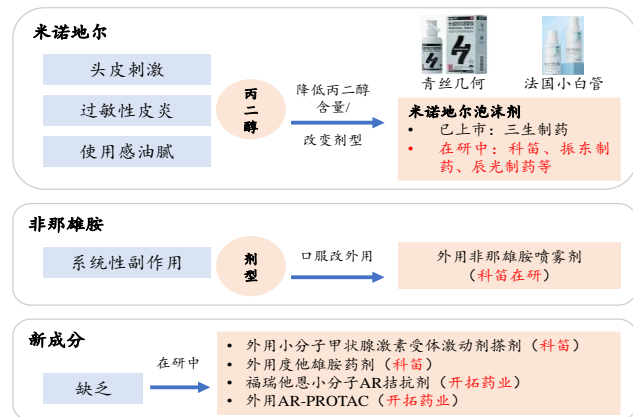 米诺地尔
头皮刺激
过敏性皮炎
使用感油腻
丙二醇
降低丙二醇
含量/
改变剂型
青丝几何
法国小白管
米诺地尔泡沫剂
• 已上市：三生制药
• 在研中：科笛、振东制
药、辰光制药等
非那雄胺
系统性副作用
剂型
口服改外用
外用非那雄胺喷雾剂
（科笛在研）
新成分
缺乏
在研中
• 外用小分子甲状腺激素受体激动剂搽剂（科笛）
• 外用度他雄胺药剂（科笛）
• 福瑞他恩小分子AR拮抗剂（开拓药业）
• 外用AR-PROTAC（开拓药业）